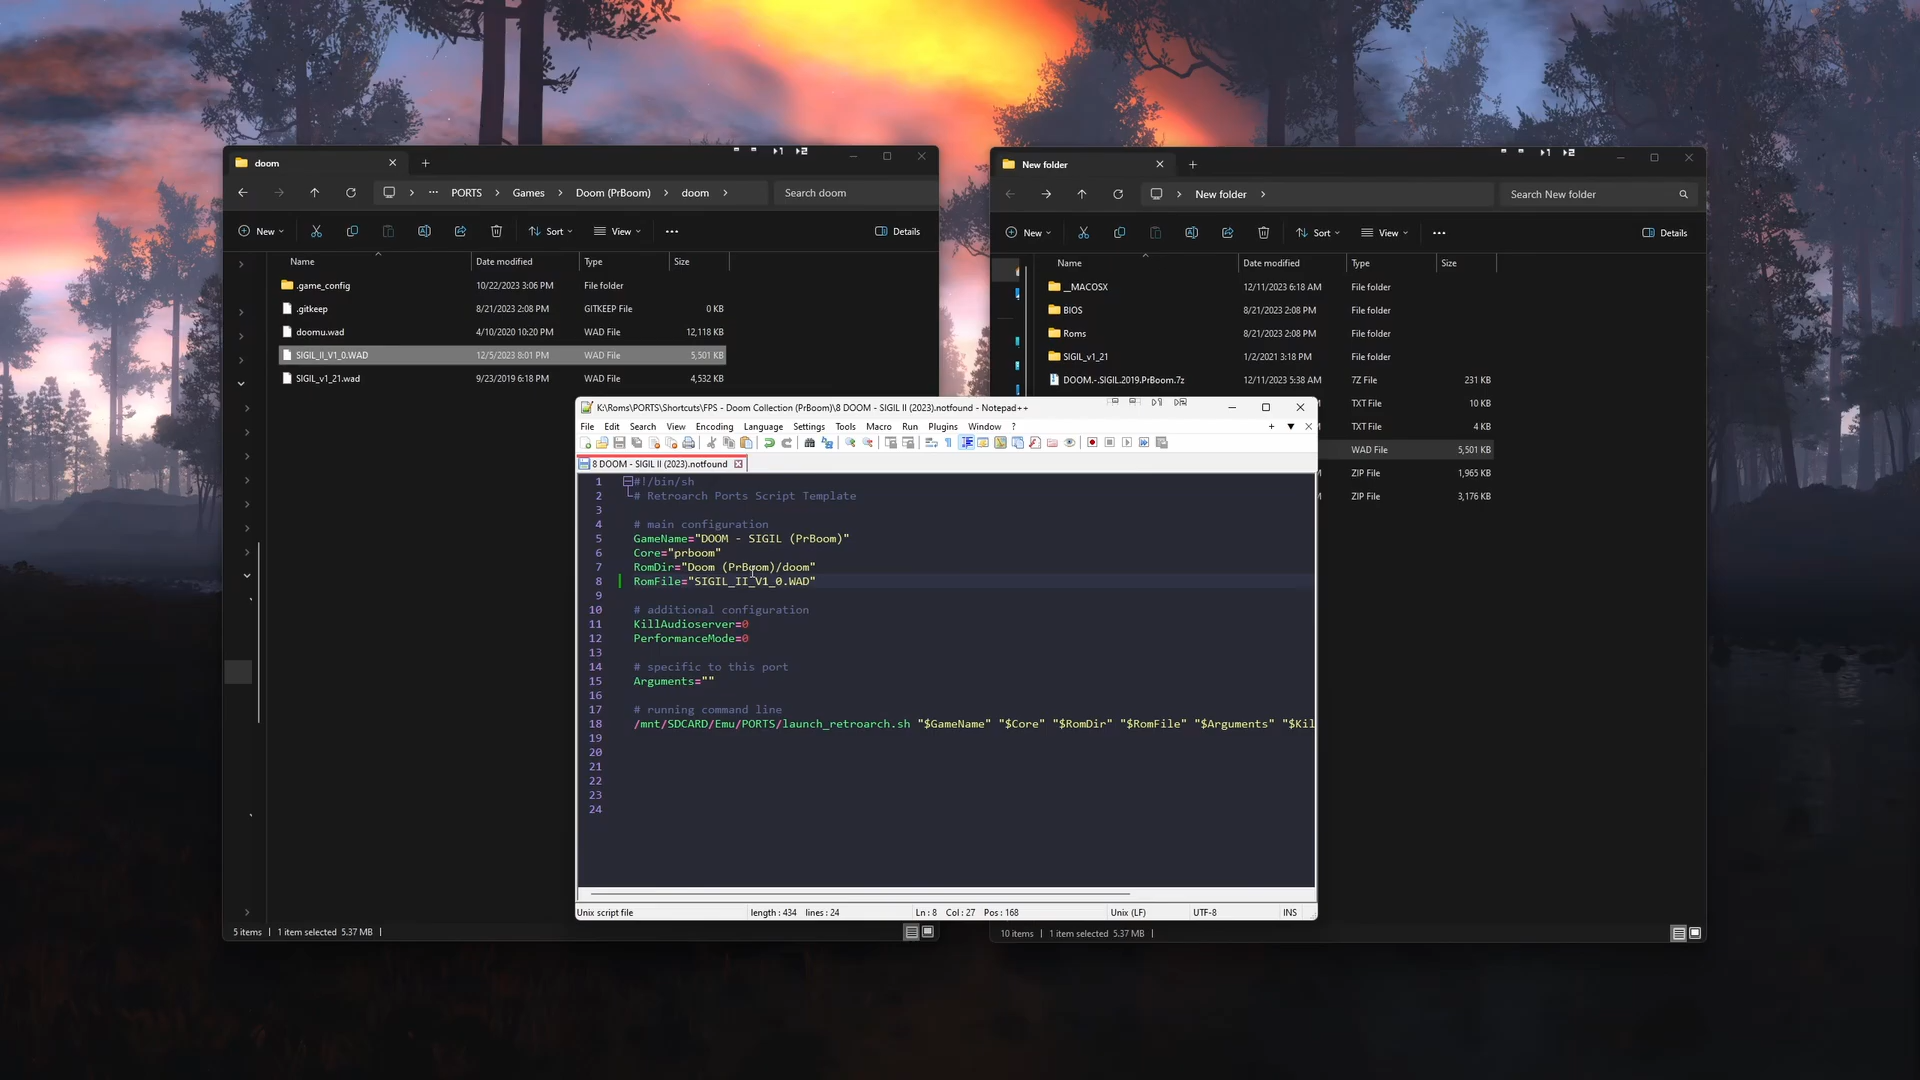 doom
PORTS
Games
Doom (PrBoom)
doom
Search doom
New
Sort
View
Details
Name
Date modified
Type
Size
.game_config
10/22/2023 3:06 PM
File folder
.gitkeep
8/21/2023 2:08 PM
GITKEEP File
0 KB
doomu.wad
4/10/2020 10:20 PM
WAD File
12,118 KB
SIGIL_II_V1_0.WAD
12/5/2023 8:01 PM
WAD File
5,501 KB
SIGIL_v1_21.wad
9/23/2019 6:18 PM
WAD File
4,532 KB
5 items
1 item selected 5.37 MB
New folder
New folder
Search New folder
New
Sort
View
Details
Name
Date modified
Type
Size
__MACOSX
12/11/2023 6:18 AM
File folder
BIOS
8/21/2023 2:08 PM
File folder
Roms
8/21/2023 2:08 PM
File folder
SIGIL_v1_21
1/2/2021 3:18 PM
File folder
DOOM.-.SIGIL.2019.PrBoom.7z
12/11/2023 5:38 AM
7Z File
231 KB
TXT File
10 KB
TXT File
4 KB
WAD File
5,501 KB
ZIP File
1,965 KB
ZIP File
3,176 KB
10 items
1 item selected 5.37 MB
K:\Roms\PORTS\Shortcuts\FPS - Doom Collection (PrBoom)\8 DOOM - SIGIL II (2023).notfound - Notepad++
File Edit Search View Encoding Language Settings Tools Macro Run Plugins Window ?
8 DOOM - SIGIL II (2023).notfound
1 #!/bin/sh
2 # Retroarch Ports Script Template
3
4 # main configuration
5 GameName="DOOM - SIGIL (PrBoom)"
6 Core="prboom"
7 RomDir="Doom (PrBoom)/doom"
8 RomFile="SIGIL_II_V1_0.WAD"
9
10 # additional configuration
11 KillAudioserver=0
12 PerformanceMode=0
13
14 # specific to this port
15 Arguments=""
16
17 # running command line
18 /mnt/SDCARD/Emu/PORTS/launch_retroarch.sh "$GameName" "$Core" "$RomDir" "$RomFile" "$Arguments" "$Kil
19
20
21
22
23
24
Unix script file
length : 434 lines : 24
Ln : 8 Col : 27 Pos : 168
Unix (LF)
UTF-8
INS